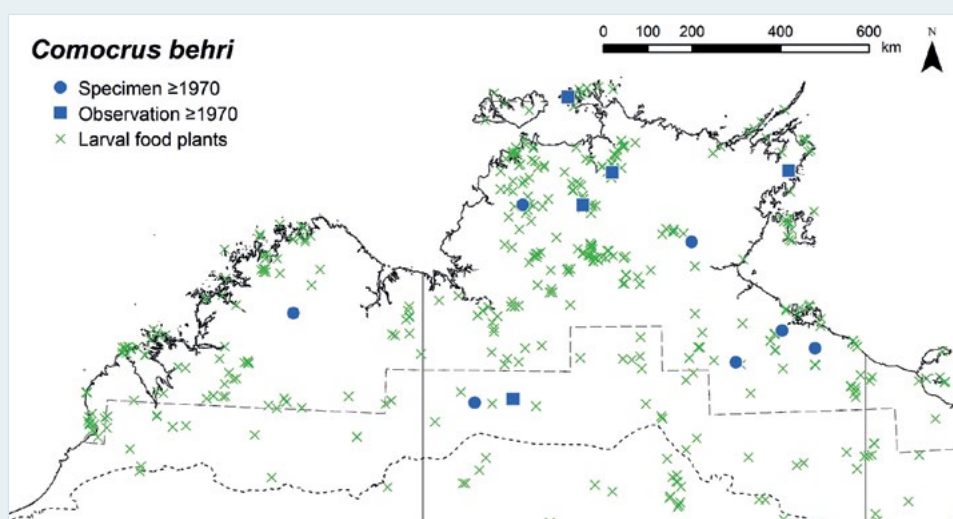 Comocrus behri
Specimen ≥1970
Observation ≥1970
Larval food plants
0 100 200 400 600
km
N